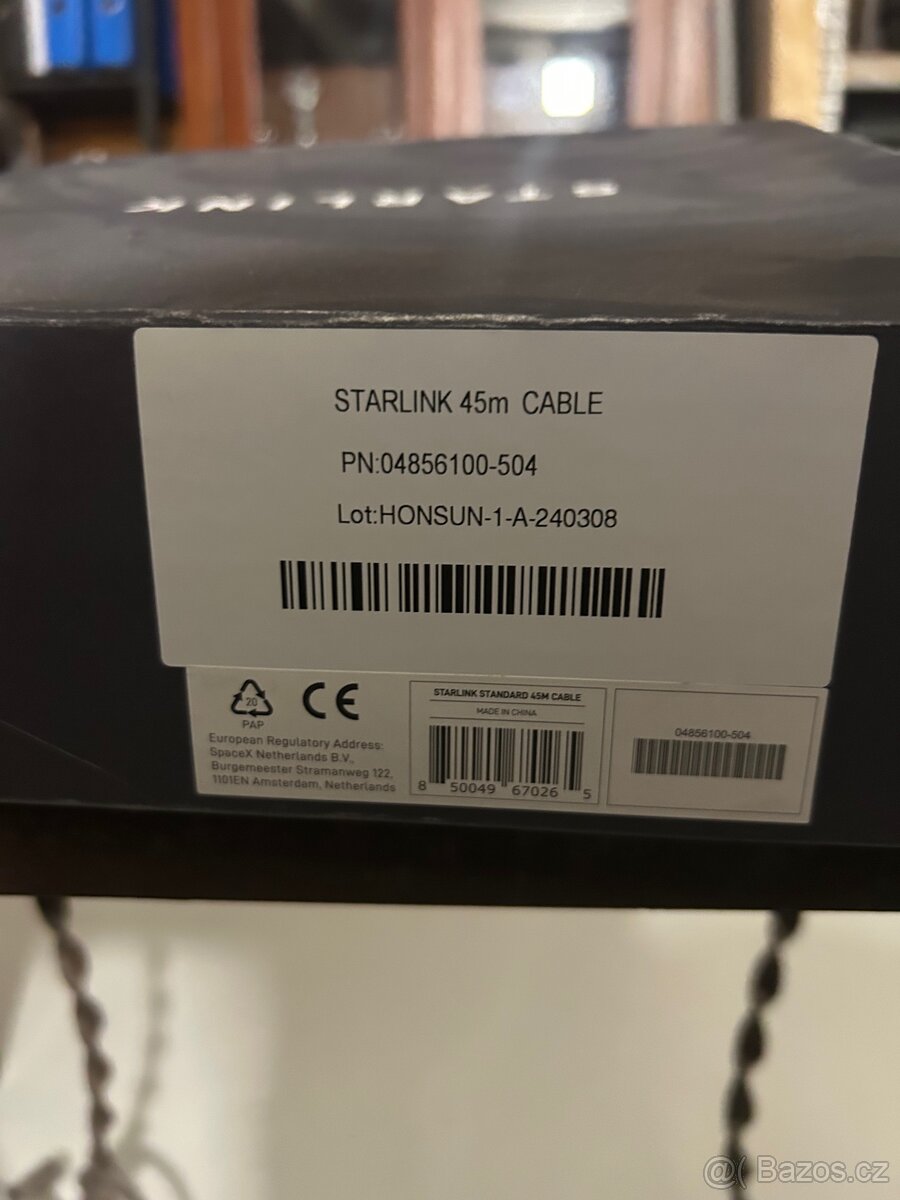 STARLINK
STARLINK 45m CABLE
PN:04856100-504
Lot:HONSUN-1-A-240308
20
PAP
CE
European Regulatory Address:
SpaceX Netherlands B.V.,
Burgemeester Stramanweg 122,
1101EN Amsterdam, Netherlands
STARLINK STANDARD 45M CABLE
MADE IN CHINA
8 50049 67026 5
04856100-504
@( Bazos.cz